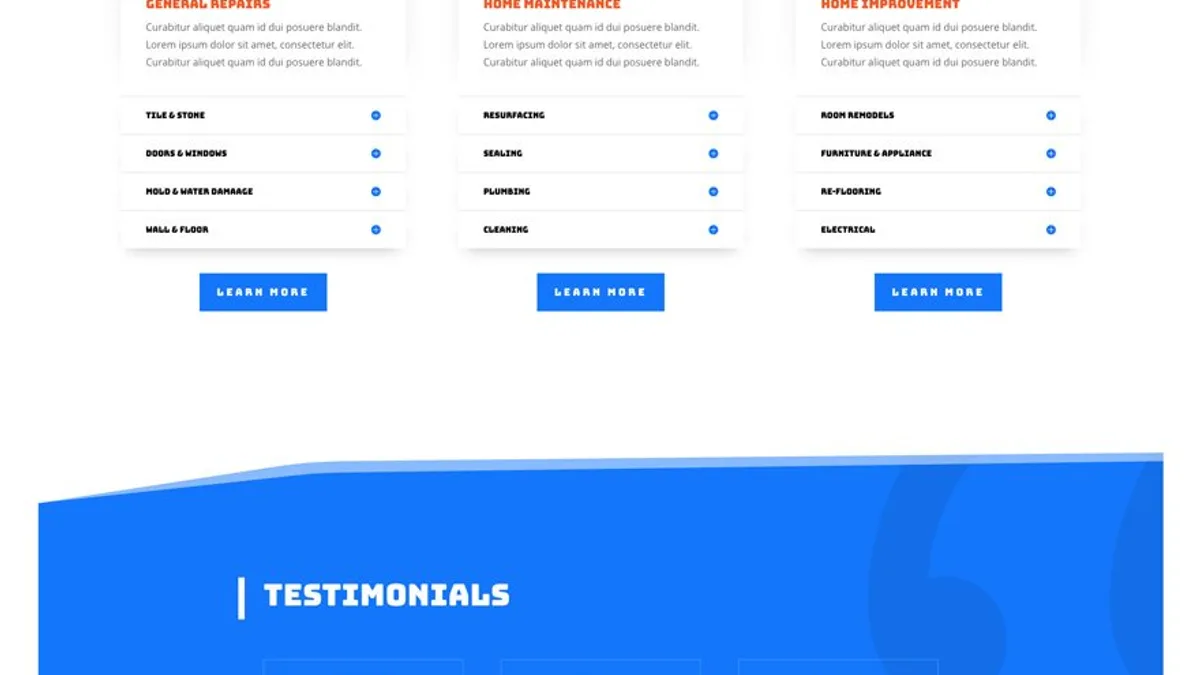 GENERAL REPAIRS
Curabitur aliquet quam id dui posuere blandit.
Lorem ipsum dolor sit amet, consectetur elit.
Curabitur aliquet quam id dui posuere blandit.
TILE & STONE
DOORS & WINDOWS
MOLD & WATER DAMAAGE
WALL & FLOOR
LEARN MORE
HOME MAINTENANCE
Curabitur aliquet quam id dui posuere blandit.
Lorem ipsum dolor sit amet, consectetur elit.
Curabitur aliquet quam id dui posuere blandit.
RESURFACING
SEALING
PLUMBING
CLEANING
LEARN MORE
HOME IMPROVEMENT
Curabitur aliquet quam id dui posuere blandit.
Lorem ipsum dolor sit amet, consectetur elit.
Curabitur aliquet quam id dui posuere blandit.
ROOM REMODELS
FURNITURE & APPLIANCE
RE-FLOORING
ELECTRICAL
LEARN MORE
TESTIMONIALS